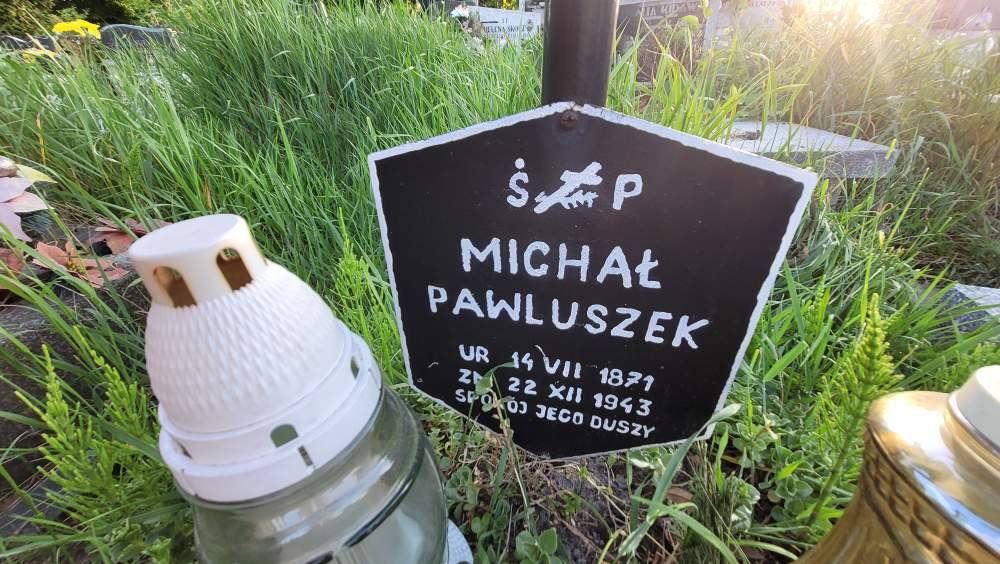 Ś P
MICHAŁ
PAWLUSZEK
UR 14 VII 1871
ZM 22 XII 1943
SPOKÓJ JEGO DUSZY